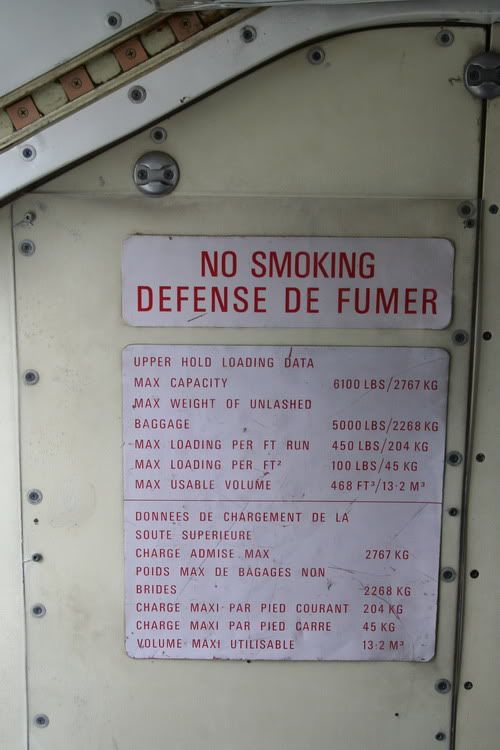 NO SMOKING
DEFENSE DE FUMER
UPPER HOLD LOADING DATA
MAX CAPACITY 6100 LBS/2767 KG
MAX WEIGHT OF UNLASHED
BAGGAGE 5000 LBS/2268 KG
MAX LOADING PER FT RUN 450 LBS/204 KG
MAX LOADING PER FT² 100 LBS/45 KG
MAX USABLE VOLUME 468 FT³/13·2 M³
DONNEES DE CHARGEMENT DE LA
SOUTE SUPERIEURE
CHARGE ADMISE MAX 2767 KG
POIDS MAX DE BAGAGES NON
BRIDES 2268 KG
CHARGE MAXI PAR PIED COURANT 204 KG
CHARGE MAXI PAR PIED CARRE 45 KG
VOLUME MAXI UTILISABLE 13·2 M³